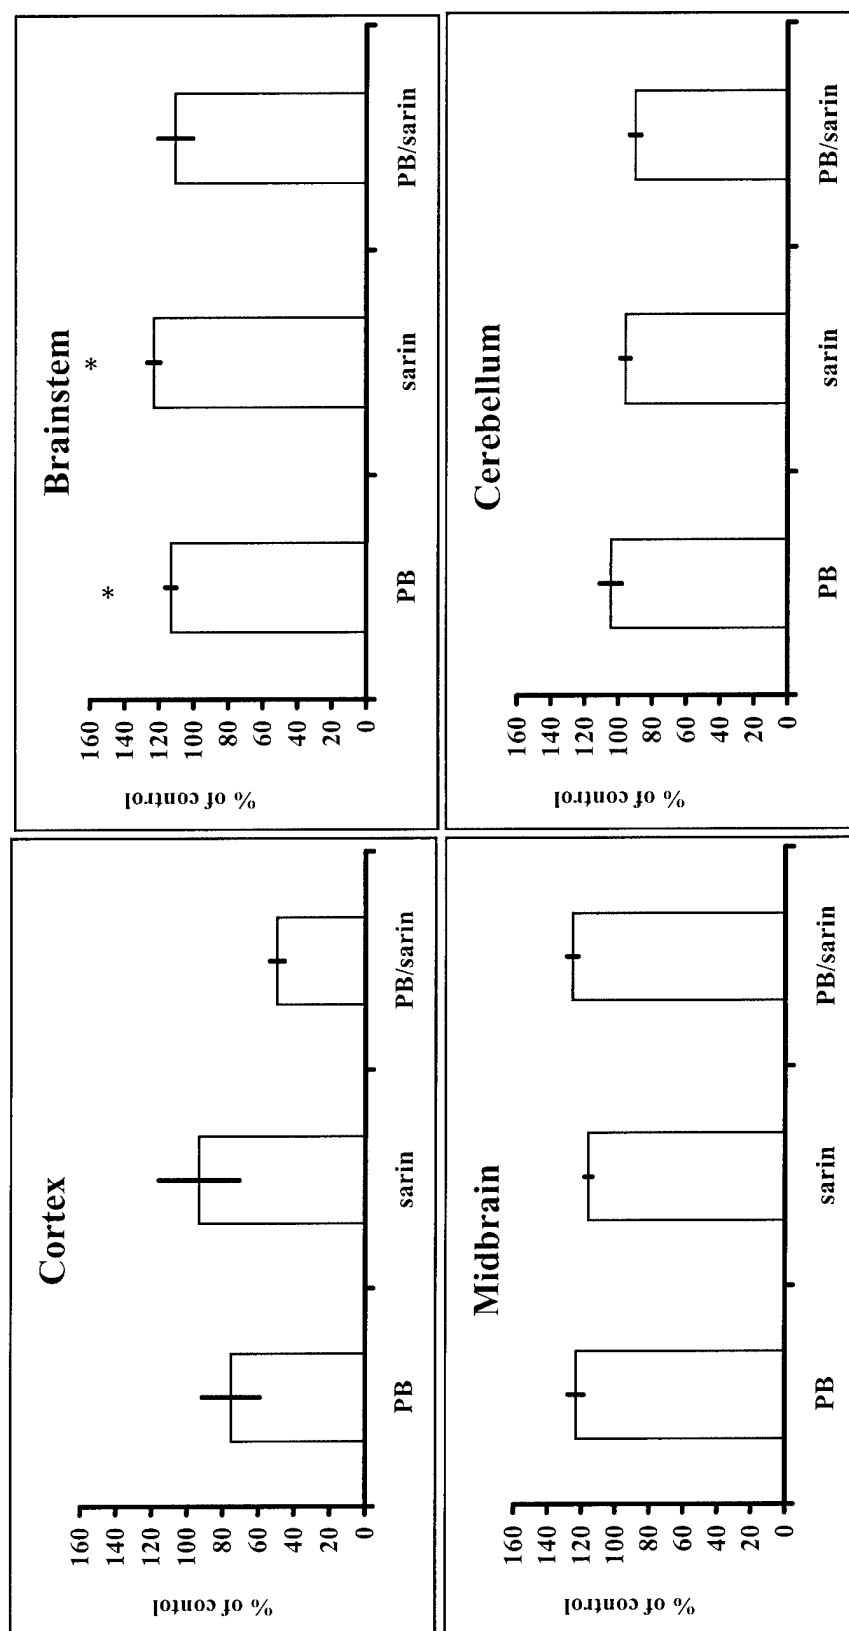 Cortex
% of contol
160
140
120
100
80
60
40
20
0
PB
sarin
PB/sarin
Brainstem
% of control
160
140
120
100
80
60
40
20
0
*
*
PB
sarin
PB/sarin
Midbrain
% of control
160
140
120
100
80
60
40
20
0
PB
sarin
PB/sarin
Cerebellum
% of control
160
140
120
100
80
60
40
20
0
PB
sarin
PB/sarin